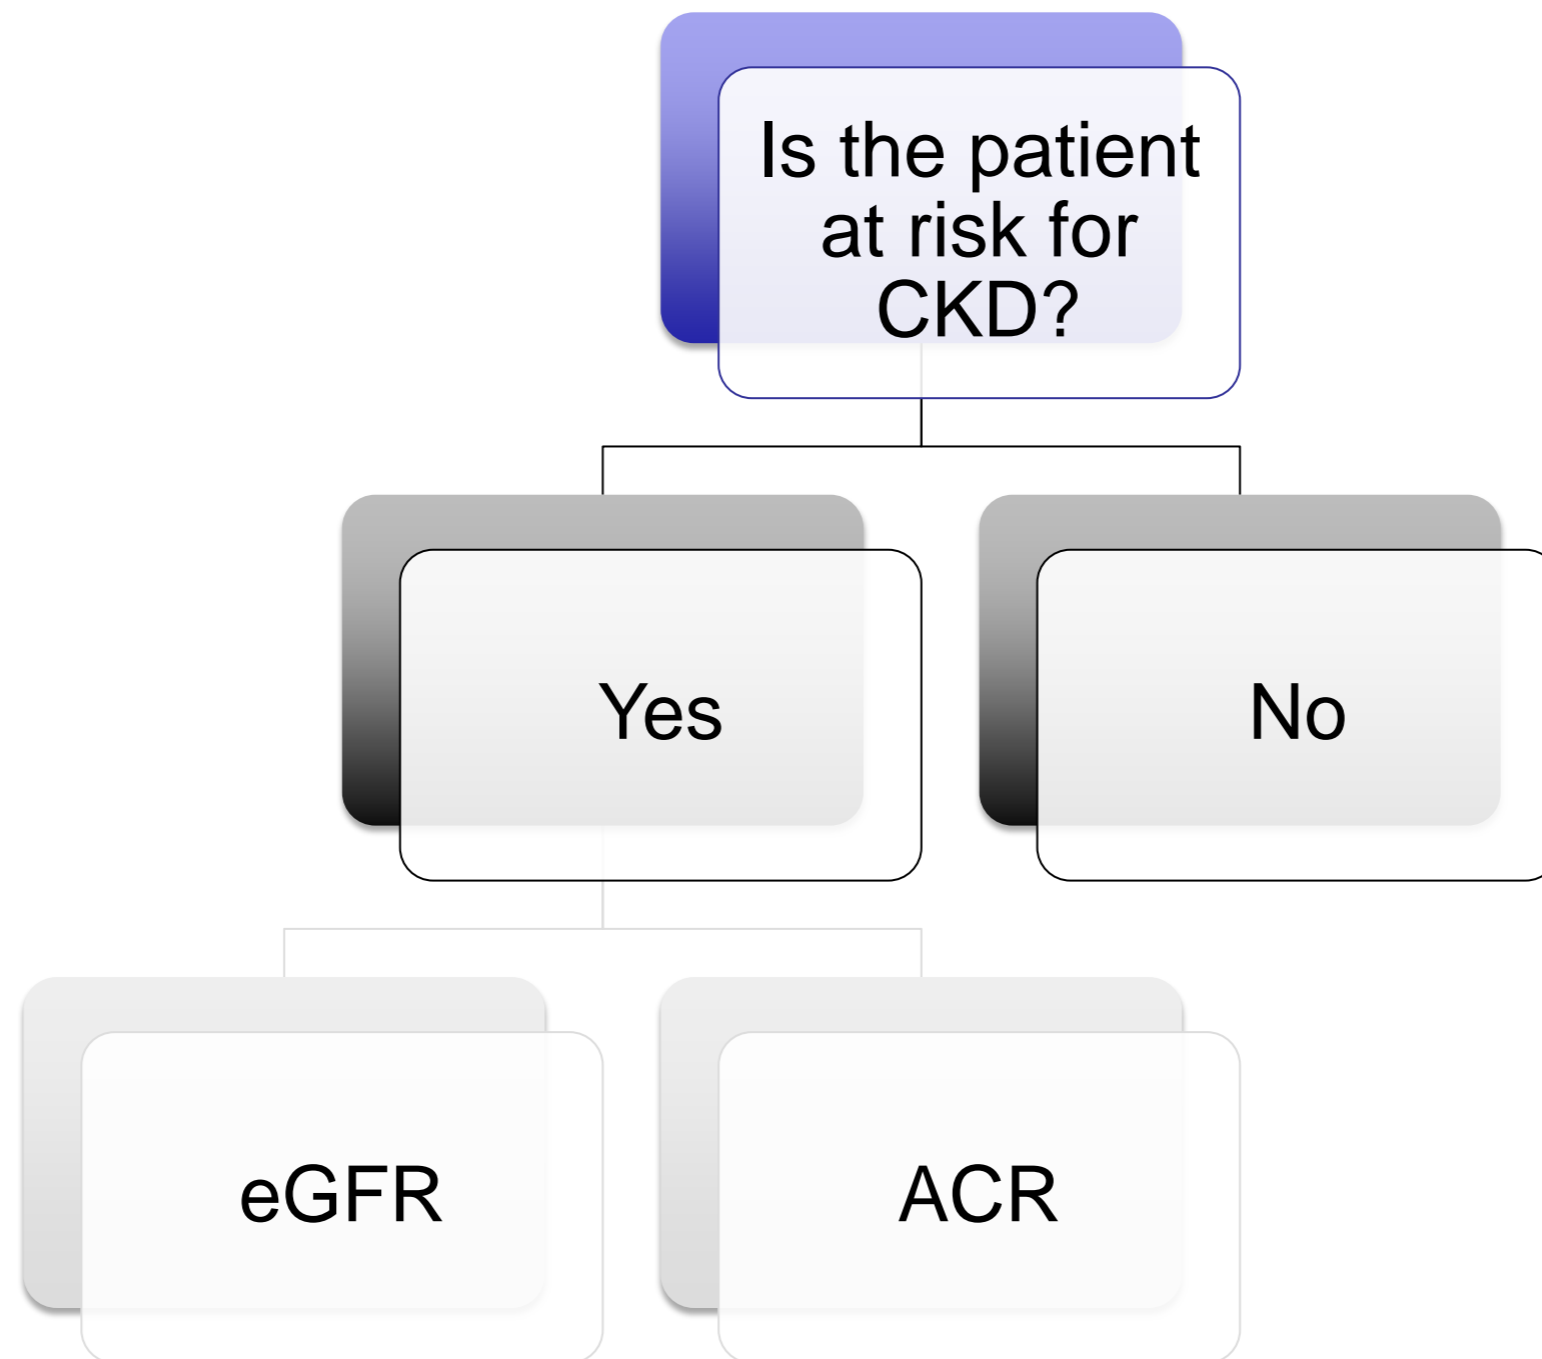 Is the patient
at risk for
CKD?
Yes
No
eGFR
ACR